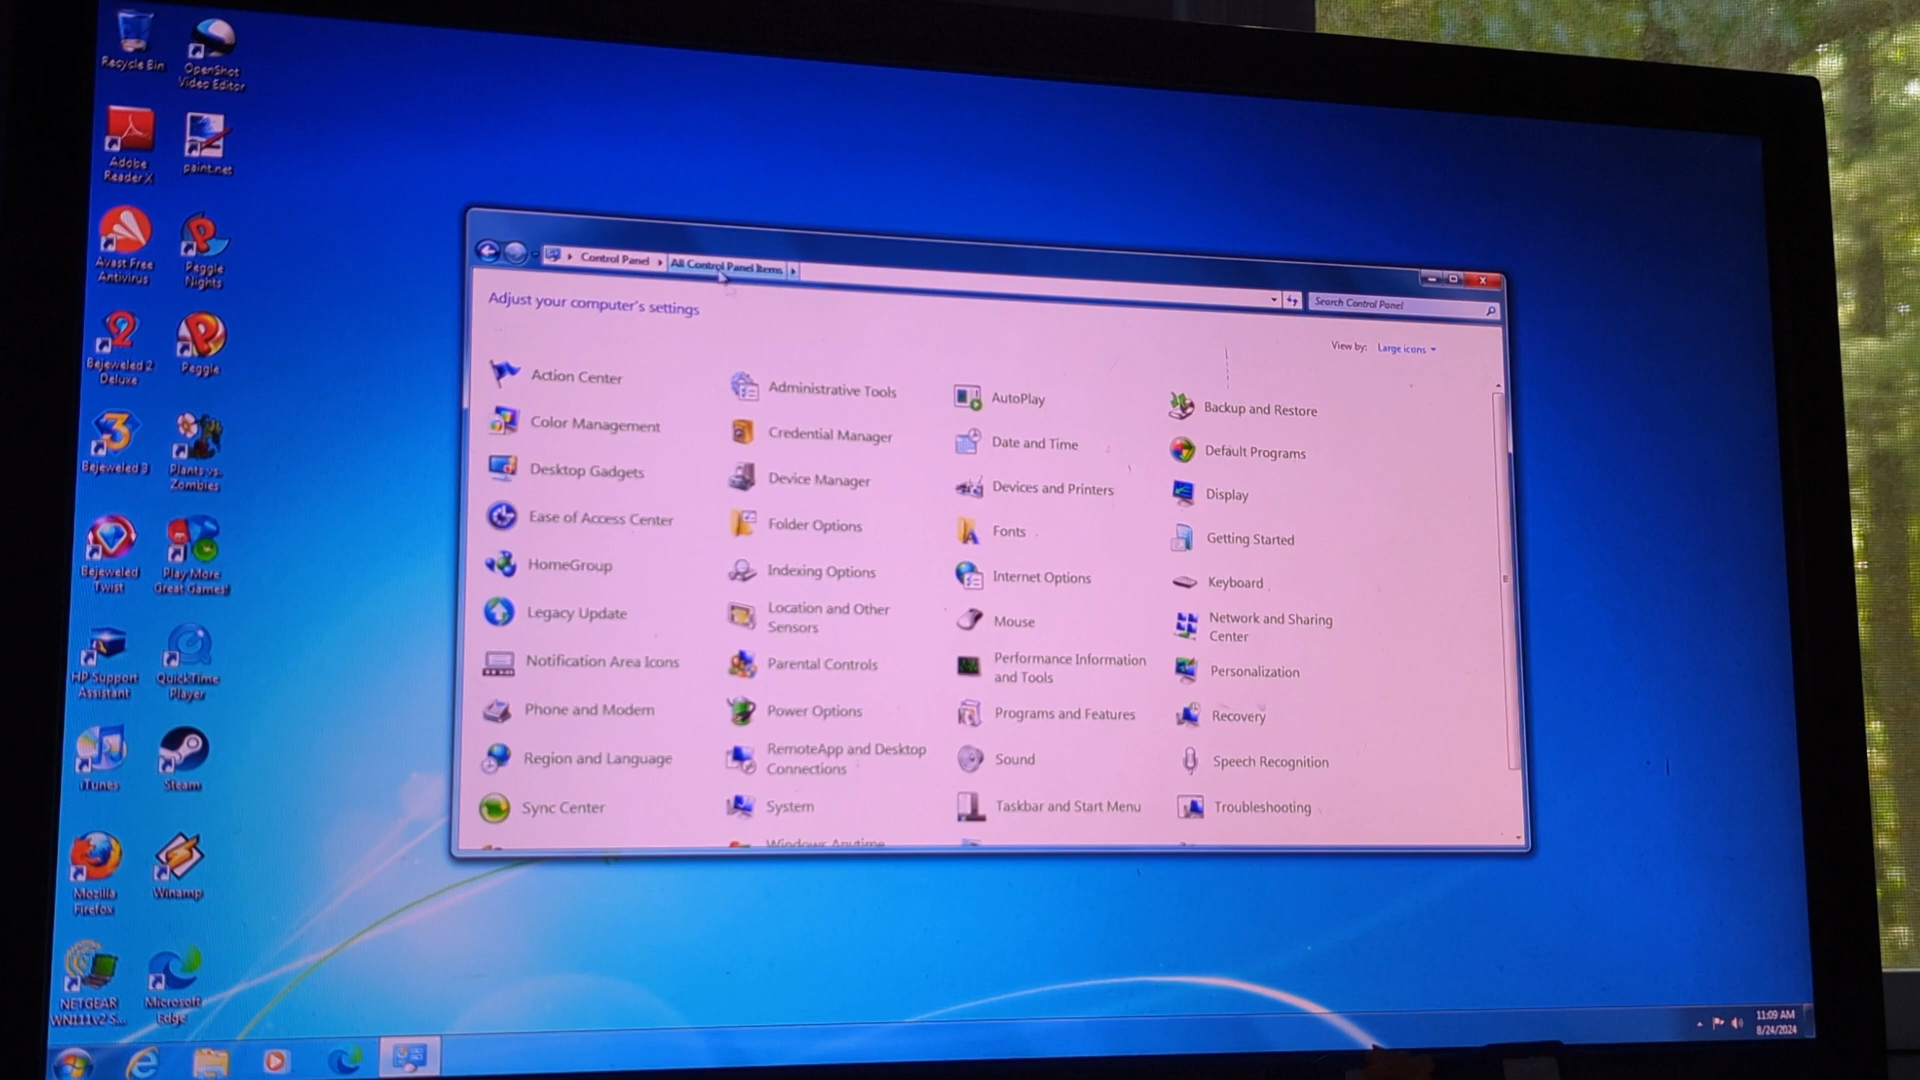 Recycle Bin
OpenShot
Video Editor
Adobe
Reader X
paint.net
Avast Free
Antivirus
Peggle
Nights
Bejeweled 2
Deluxe
Peggle
Bejeweled 3
Plants vs.
Zombies
Bejeweled
Twist
Play More
Great Games!
HP Support
Assistant
QuickTime
Player
iTunes
Steam
Mozilla
Firefox
Winamp
NETGEAR
WN111v2 S...
Microsoft
Edge
Control Panel
All Control Panel Items
Search Control Panel
Adjust your computer's settings
View by: Large icons
Action Center
Administrative Tools
AutoPlay
Backup and Restore
Color Management
Credential Manager
Date and Time
Default Programs
Desktop Gadgets
Device Manager
Devices and Printers
Display
Ease of Access Center
Folder Options
Fonts
Getting Started
HomeGroup
Indexing Options
Internet Options
Keyboard
Legacy Update
Location and Other
Sensors
Mouse
Network and Sharing
Center
Notification Area Icons
Parental Controls
Performance Information
and Tools
Personalization
Phone and Modem
Power Options
Programs and Features
Recovery
Region and Language
RemoteApp and Desktop
Connections
Sound
Speech Recognition
Sync Center
System
Taskbar and Start Menu
Troubleshooting
Windows Anytime
11:09 AM
8/24/2024